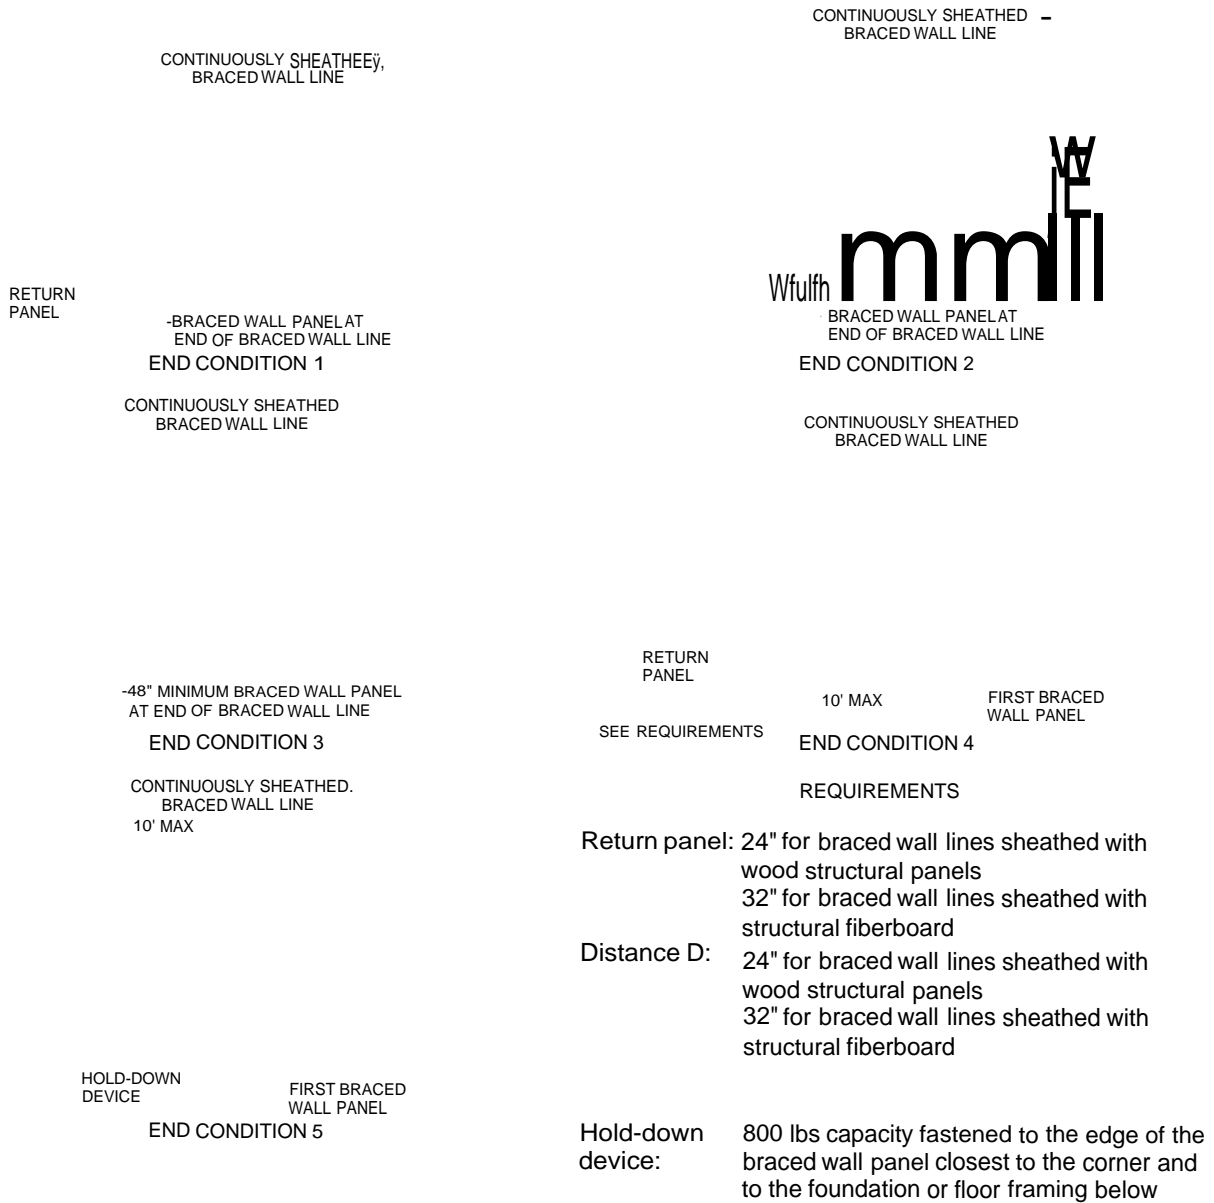 CONTINUOUSLY SHEATHED -
BRACED WALL LINE
CONTINUOUSLY SHEATHEEÿ,
BRACED WALL LINE
RETURN
PANEL
-BRACED WALL PANEL AT
END OF BRACED WALL LINE
END CONDITION 1
Wfulfh mm
BRACED WALL PANEL AT
END OF BRACED WALL LINE
END CONDITION 2
CONTINUOUSLY SHEATHED
BRACED WALL LINE
CONTINUOUSLY SHEATHED
BRACED WALL LINE
-48" MINIMUM BRACED WALL PANEL
AT END OF BRACED WALL LINE
END CONDITION 3
RETURN
PANEL
10' MAX
FIRST BRACED
WALL PANEL
SEE REQUIREMENTS
END CONDITION 4
CONTINUOUSLY SHEATHED.
BRACED WALL LINE
10' MAX
HOLD-DOWN
DEVICE
FIRST BRACED
WALL PANEL
END CONDITION 5
REQUIREMENTS
Return panel: 24" for braced wall lines sheathed with
wood structural panels
32" for braced wall lines sheathed with
structural fiberboard
Distance D: 24" for braced wall lines sheathed with
wood structural panels
32" for braced wall lines sheathed with
structural fiberboard
Hold-down 800 lbs capacity fastened to the edge of the
device: braced wall panel closest to the corner and
to the foundation or floor framing below